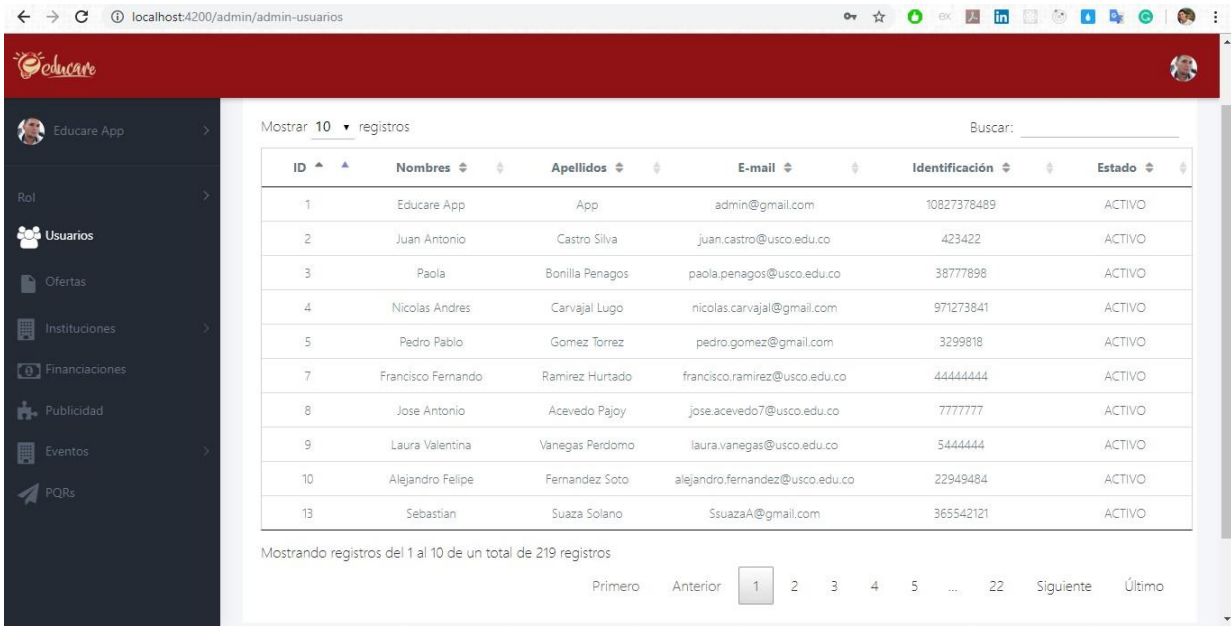 localhost:4200/admin/admin-usuarios
educare
Educare App
Rol
Usuarios
Ofertas
Instituciones
Financiaciones
Publicidad
Eventos
PQRs
Mostrar 10 registros
Buscar:
ID Nombres Apellidos E-mail Identificación Estado
1 Educare App App admin@gmail.com 10827378489 ACTIVO
2 Juan Antonio Castro Silva juan.castro@usco.edu.co 423422 ACTIVO
3 Paola Bonilla Penagos paola.penagos@usco.edu.co 38777898 ACTIVO
4 Nicolas Andres Carvajal Lugo nicolas.carvajal@gmail.com 971273841 ACTIVO
5 Pedro Pablo Gomez Torrez pedro.gomez@gmail.com 3299818 ACTIVO
7 Francisco Fernando Ramirez Hurtado francisco.ramirez@usco.edu.co 44444444 ACTIVO
8 Jose Antonio Acevedo Pajoy jose.acevedo7@usco.edu.co 7777777 ACTIVO
9 Laura Valentina Vanegas Perdomo laura.vanegas@usco.edu.co 5444444 ACTIVO
10 Alejandro Felipe Fernandez Soto alejandro.fernandez@usco.edu.co 22949484 ACTIVO
13 Sebastian Suaza Solano SsuazaA@gmail.com 365542121 ACTIVO
Mostrando registros del 1 al 10 de un total de 219 registros
Primero Anterior 1 2 3 4 5 ... 22 Siguiente Último